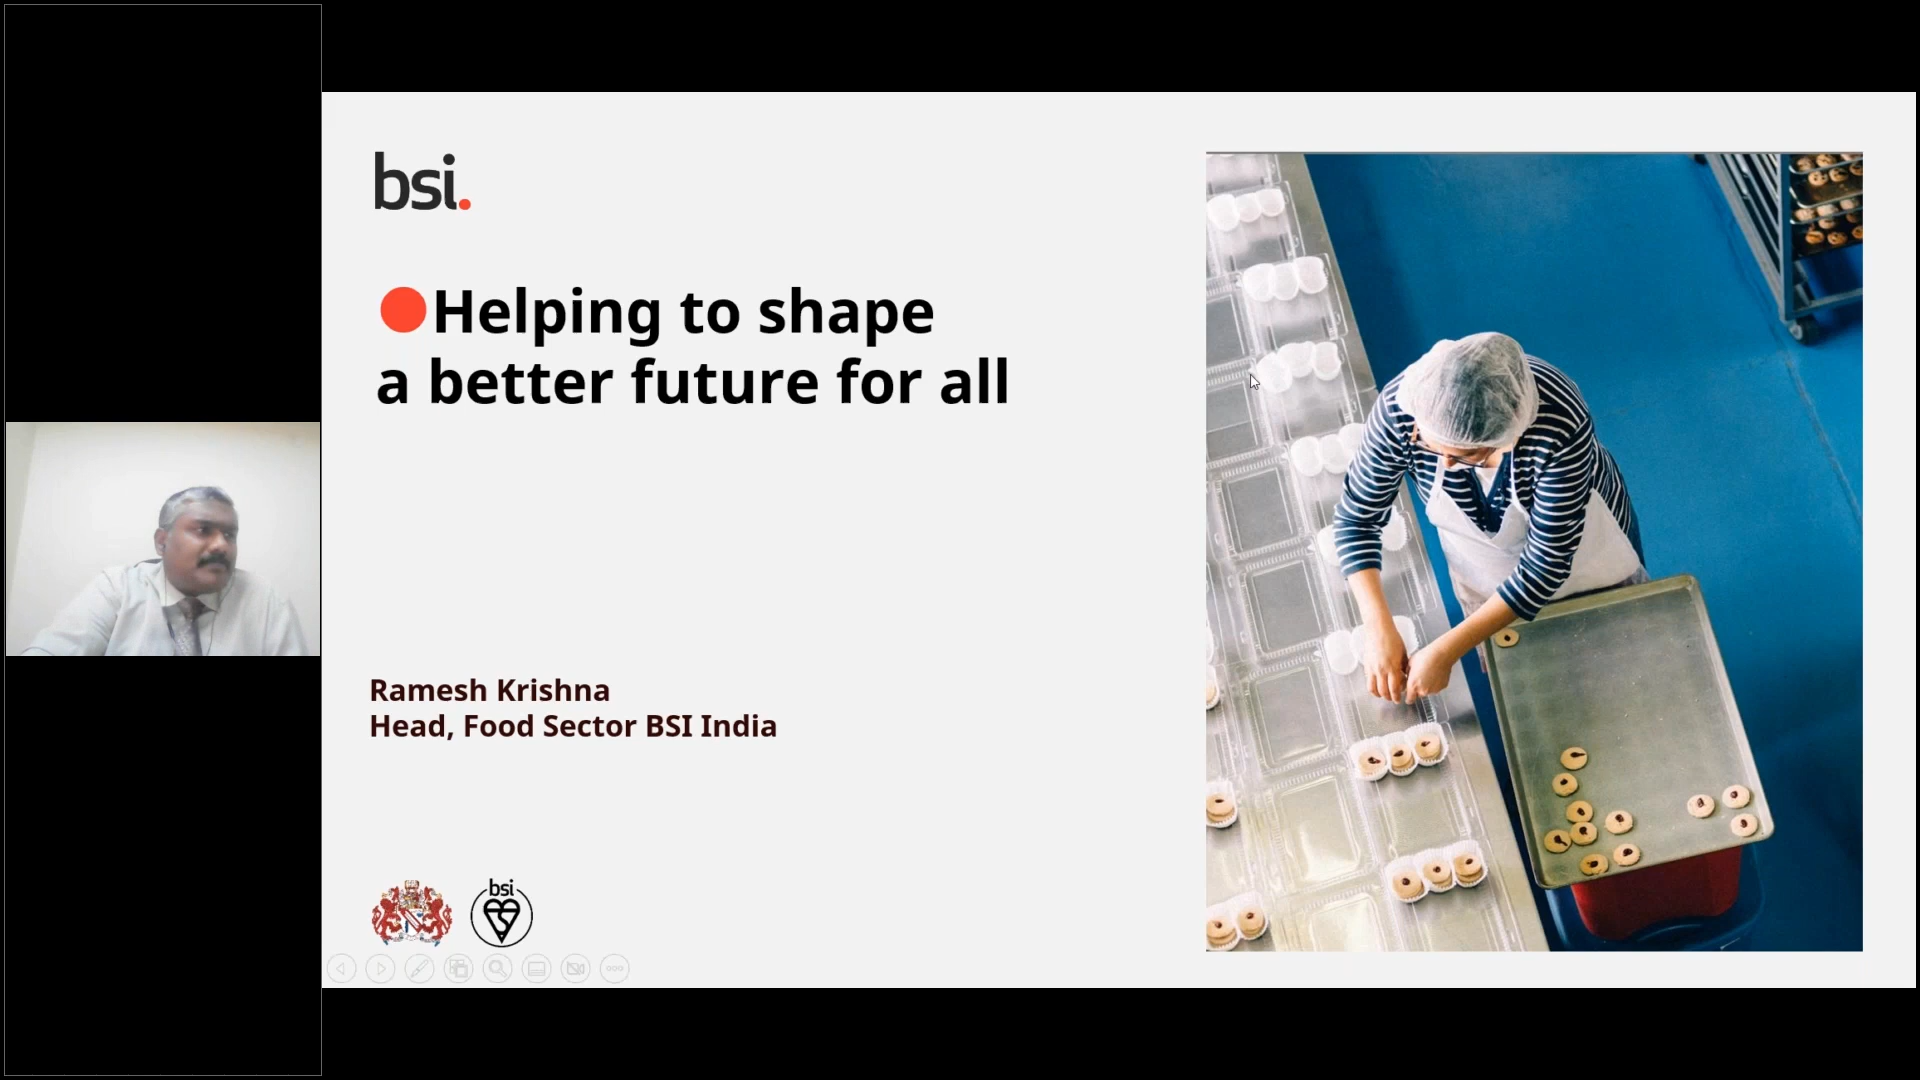 bsi.
Helping to shape
a better future for all
Ramesh Krishna
Head, Food Sector BSI India
bsi